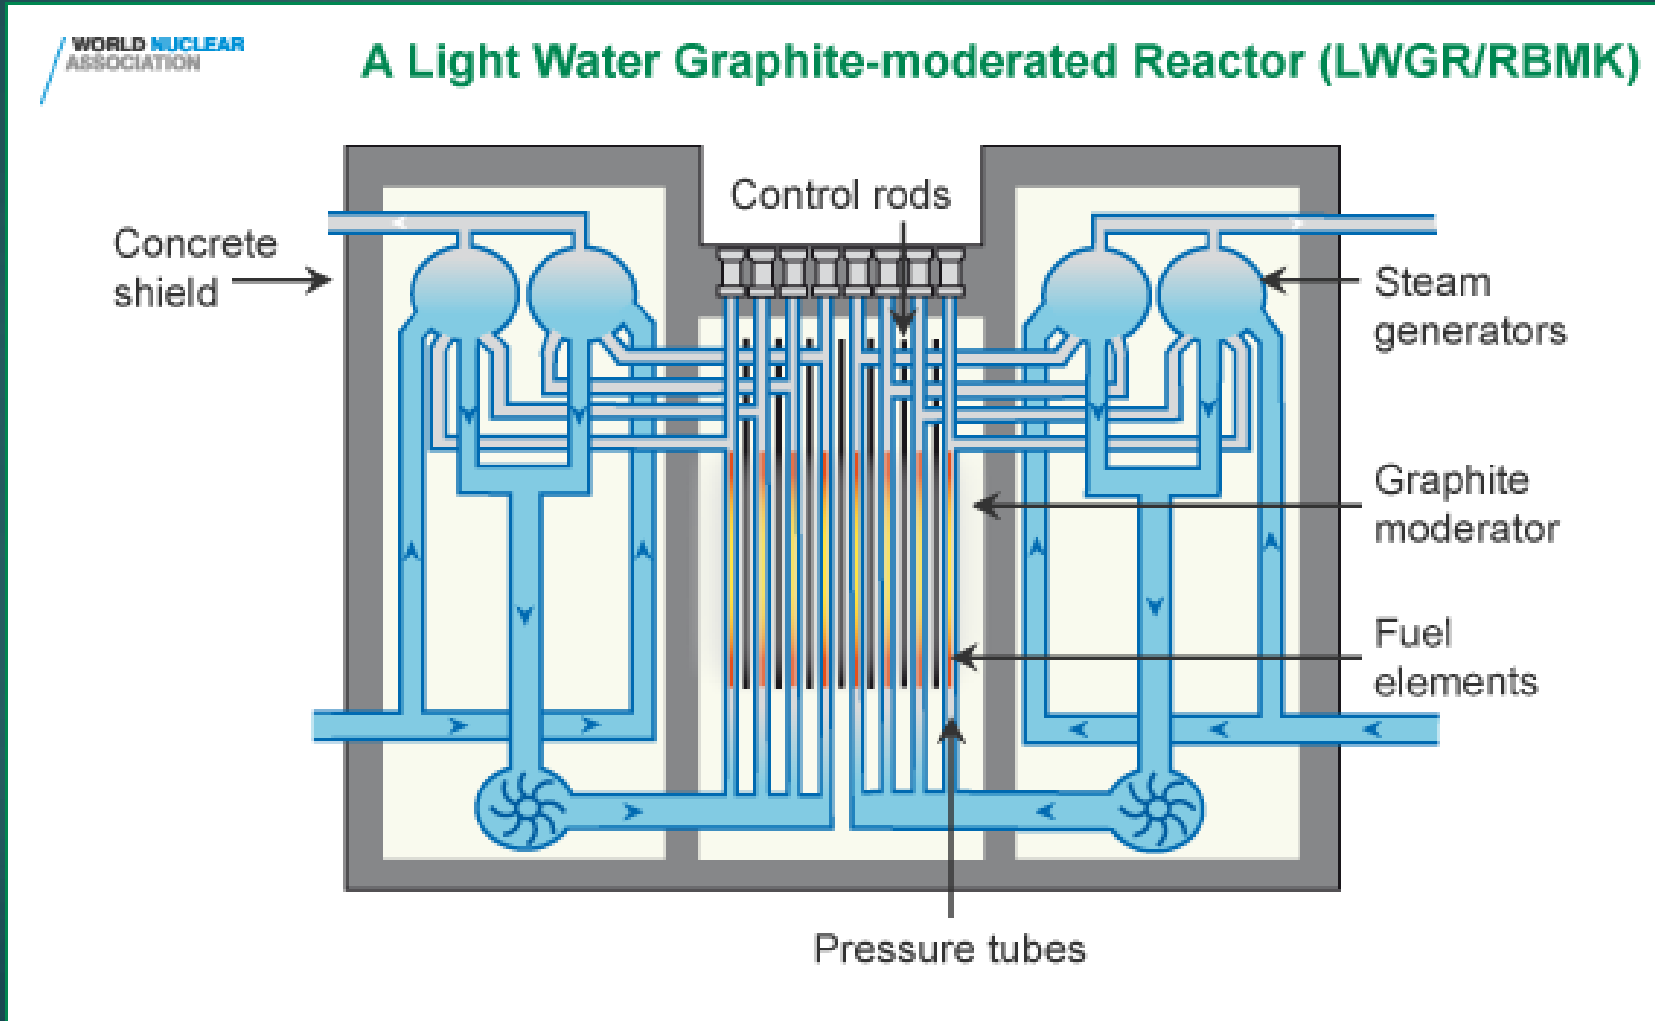 WORLD NUCLEAR
ASSOCIATION
A Light Water Graphite-moderated Reactor (LWGR/RBMK)
Control rods
Concrete
shield
Steam
generators
Graphite
moderator
Fuel
elements
Pressure tubes